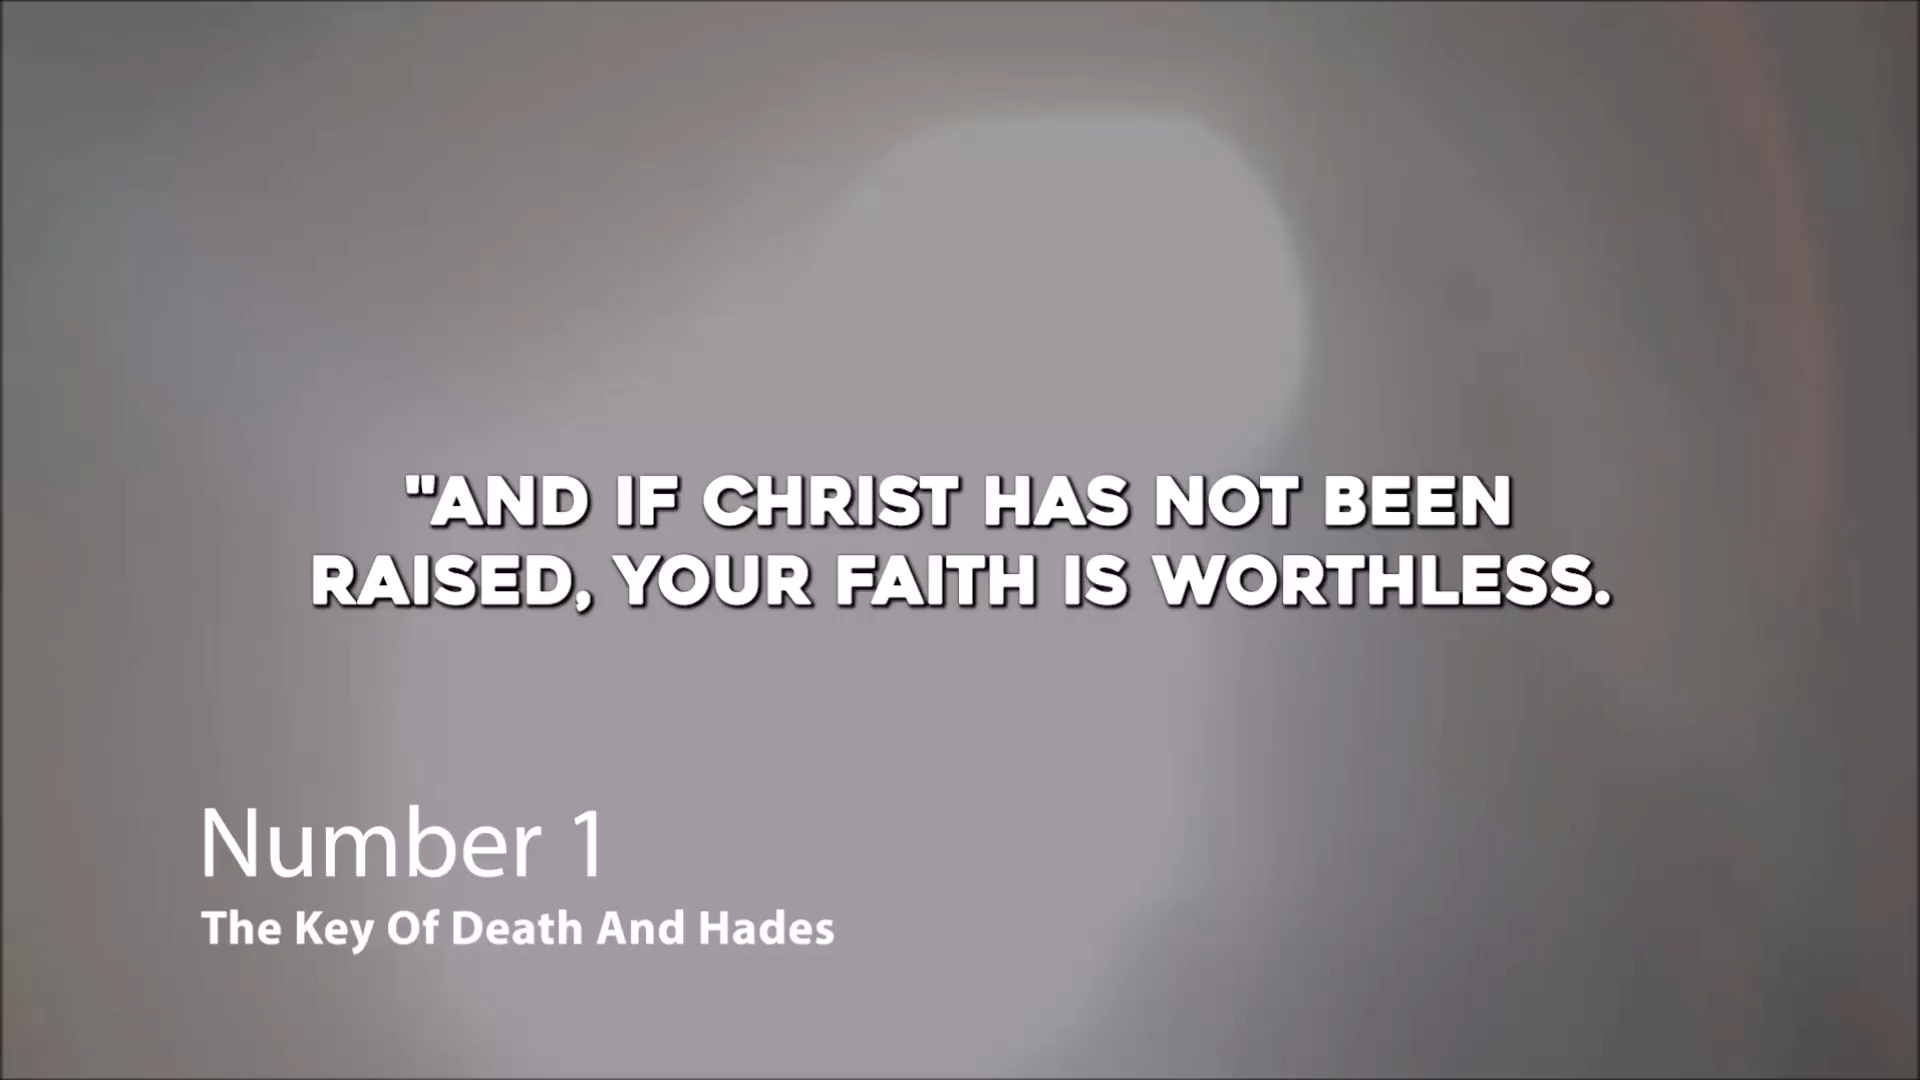 "AND IF CHRIST HAS NOT BEEN
RAISED, YOUR FAITH IS WORTHLESS.
Number 1
The Key Of Death And Hades